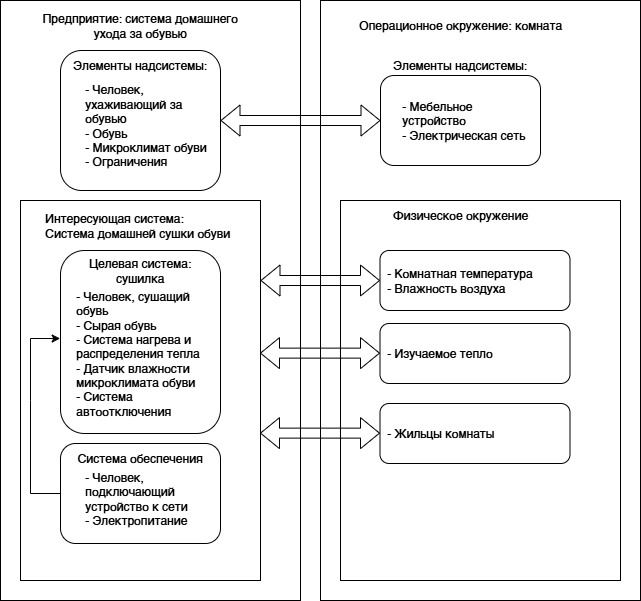 Предприятие: система домашнего
ухода за обувью
Элементы надсистемы:
- Человек,
ухаживающий за
обувью
- Обувь
- Микроклимат обуви
- Ограничения
Интересующая система:
Система домашней сушки обуви
Целевая система:
сушилка
- Человек, сушащий
обувь
- Сырая обувь
- Система нагрева и
распределения тепла
- Датчик влажности
микроклимата обуви
- Система
автоотключения
Система обеспечения
- Человек,
подключающий
устройство к сети
- Электропитание
Операционное окружение: комната
Элементы надсистемы:
- Мебельное
устройство
- Электрическая сеть
Физическое окружение
- Комнатная температура
- Влажность воздуха
- Изучаемое тепло
- Жильцы комнаты